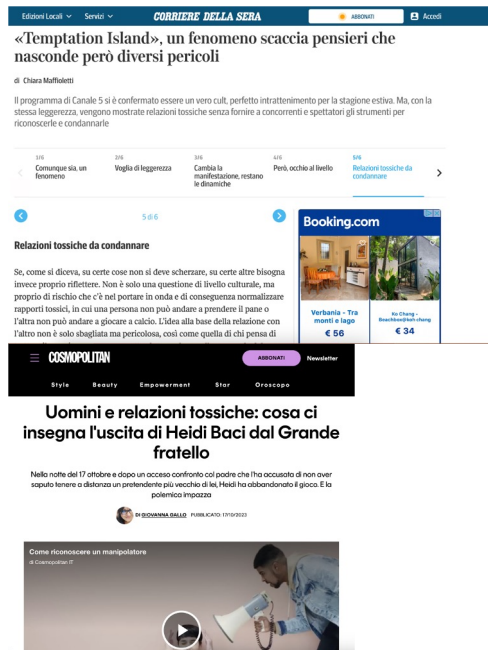 Edizioni Locali Servizi CORRIERE DELLA SERA ABBONATI Accedi
«Temptation Island», un fenomeno scaccia pensieri che
nasconde però diversi pericoli
di Chiara Maffioletti
Il programma di Canale 5 si è confermato essere un vero cult, perfetto intrattenimento per la stagione estiva. Ma, con la
stessa leggerezza, vengono mostrate relazioni tossiche senza fornire a concorrenti e spettatori gli strumenti per
riconoscerle e condannarle
1/6 2/6 3/6 4/6 5/6
Comunque sia, un Voglia di leggerezza Cambia la Però, occhio al livello Relazioni tossiche da
fenomeno manifestazione, restano condannare
le dinamiche
5 di 6
Relazioni tossiche da condannare
Se, come si diceva, su certe cose non si deve scherzare, su certe altre bisogna
invece proprio riflettere. Non è solo una questione di livello culturale, ma
proprio di rischio che c'è nel portare in onda e di conseguenza normalizzare
rapporti tossici, in cui una persona non può andare a prendere il pane o
l'altra non può andare a giocare a calcio. L'idea alla base della relazione con
l'altro non è solo sbagliata ma pericolosa, così come quella di chi pensa di
Booking.com
Verbania - Tra
monti e lago
€ 56
Ko Chang -
Beachbox@koh chang
€ 34
COSMOPOLITAN ABBONATI Newsletter
Style Beauty Empowerment Star Oroscopo
Uomini e relazioni tossiche: cosa ci
insegna l'uscita di Heidi Baci dal Grande
fratello
Nella notte del 17 ottobre e dopo un acceso confronto col padre che l'ha accusata di non aver
saputo tenere a distanza un pretendente più vecchio di lei, Heidi ha abbandonato il gioco. E la
polemica impazza
DI GIOVANNA GALLO PUBBLICATO: 17/10/2023
Come riconoscere un manipolatore
di Cosmopolitan IT